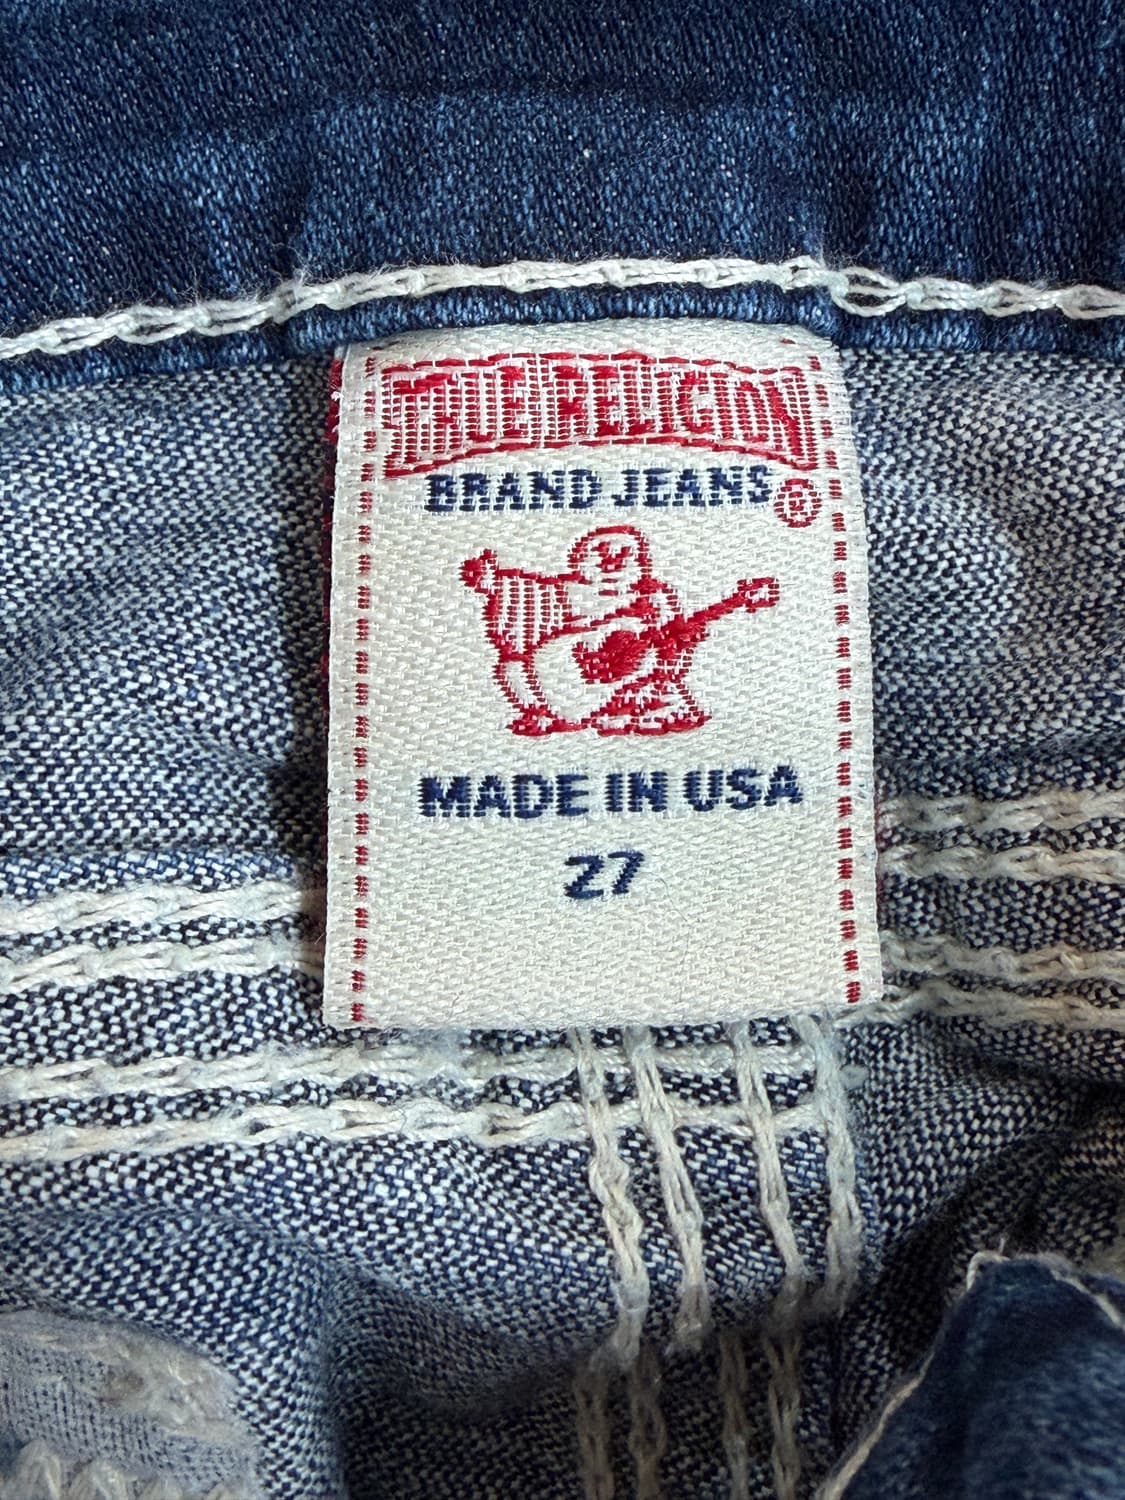 TRUE RELIGION
BRAND JEANS ®
MADE IN USA
27